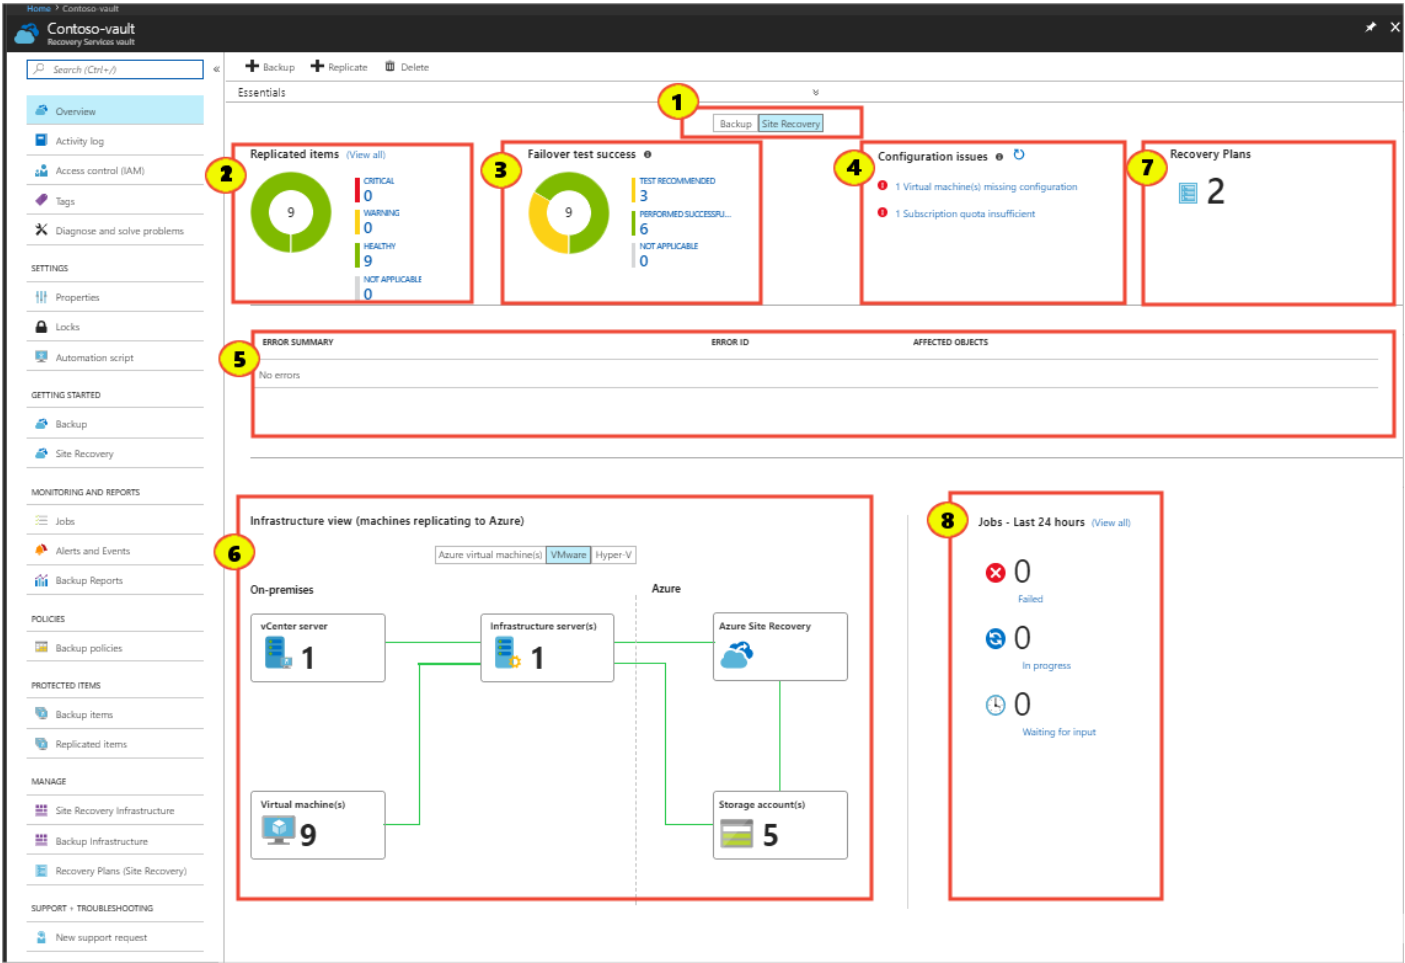 Home > Contoso-vault
Contoso-vault
Recovery Services vault
Search (Ctrl+/)
Overview
Activity log
Access control (IAM)
Tags
Diagnose and solve problems
SETTINGS
Properties
Locks
Automation script
GETTING STARTED
Backup
Site Recovery
MONITORING AND REPORTS
Jobs
Alerts and Events
Backup Reports
POLICIES
Backup policies
PROTECTED ITEMS
Backup items
Replicated items
MANAGE
Site Recovery Infrastructure
Backup Infrastructure
Recovery Plans (Site Recovery)
SUPPORT + TROUBLESHOOTING
New support request
Backup Replicate Delete
Essentials
1
Backup Site Recovery
2
Replicated items (View all)
9
CRITICAL
0
WARNING
0
HEALTHY
9
NOT APPLICABLE
0
3
Failover test success
9
TEST RECOMMENDED
3
PERFORMED SUCCESSFU...
6
NOT APPLICABLE
0
4
Configuration issues
1 Virtual machine(s) missing configuration
1 Subscription quota insufficient
7
Recovery Plans
2
5
ERROR SUMMARY ERROR ID AFFECTED OBJECTS
No errors
6
Infrastructure view (machines replicating to Azure)
Azure virtual machine(s) VMware Hyper-V
On-premises Azure
vCenter server
1
Infrastructure server(s)
1
Azure Site Recovery
Virtual machine(s)
9
Storage account(s)
5
8
Jobs - Last 24 hours (View all)
0
Failed
0
In progress
0
Waiting for input